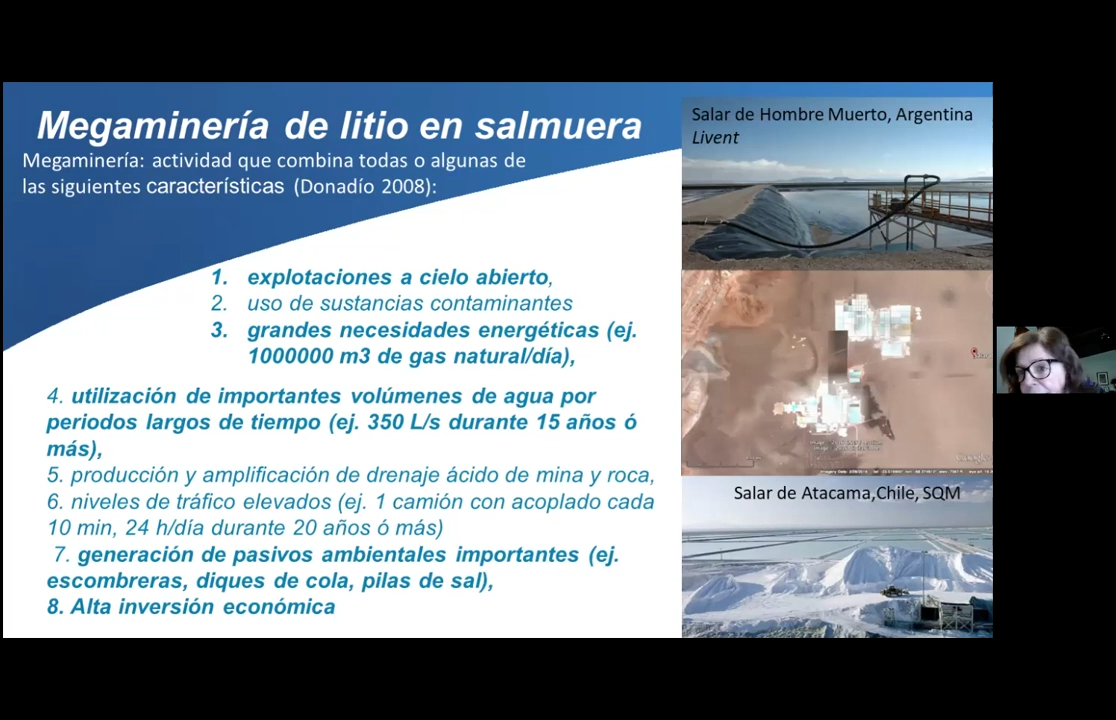 Megaminería de litio en salmuera
Megaminería: actividad que combina todas o algunas de
las siguientes características (Donadío 2008):
1. explotaciones a cielo abierto,
2. uso de sustancias contaminantes
3. grandes necesidades energéticas (ej.
1000000 m3 de gas natural/día),
4. utilización de importantes volúmenes de agua por
periodos largos de tiempo (ej. 350 L/s durante 15 años ó
más),
5. producción y amplificación de drenaje ácido de mina y roca,
6. niveles de tráfico elevados (ej. 1 camión con acoplado cada
10 min, 24 h/día durante 20 años ó más)
7. generación de pasivos ambientales importantes (ej.
escombreras, diques de cola, pilas de sal),
8. Alta inversión económica
Salar de Hombre Muerto, Argentina
Livent
Salar de Atacama,Chile, SQM